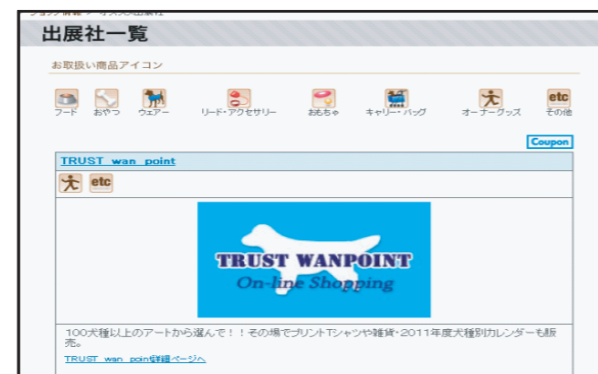 出展社一覧
お取扱い商品アイコン
etc
フード おやつ ウェアー リード・アクセサリー おもちゃ キャリー・バッグ オーナーグッズ その他
Coupon
TRUST wan point
etc
TRUST WANPOINT
On-line Shopping
100犬種以上のアートから選んで！！その場でプリントTシャツや雑貨・2011年度犬種別カレンダーも販
売。
TRUST wan point詳細ページへ